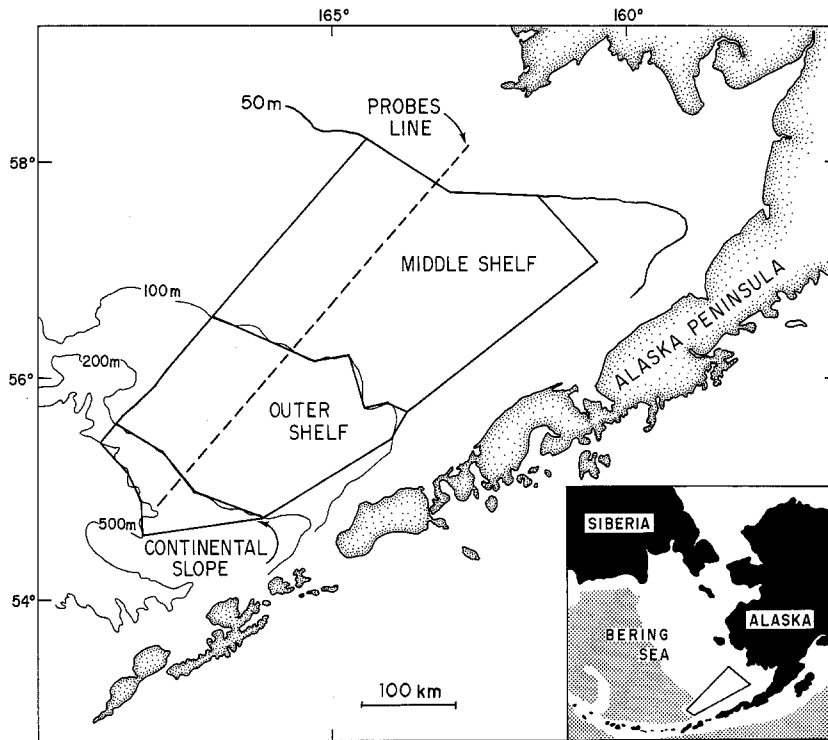 165°
160°
50m
PROBES
LINE
58°
MIDDLE SHELF
100m
ALASKA PENINSULA
200m
56°
OUTER
SHELF
500m
CONTINENTAL
SLOPE
54°
100 km
SIBERIA
ALASKA
BERING
SEA